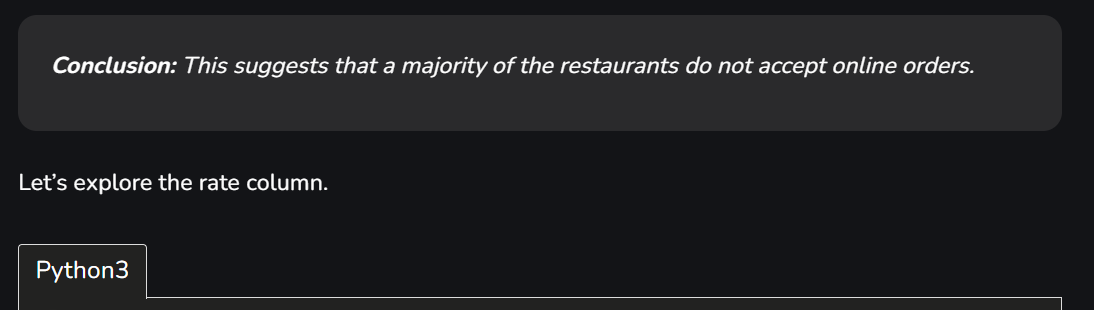 Conclusion: This suggests that a majority of the restaurants do not accept online orders.
Let’s explore the rate column.
Python3